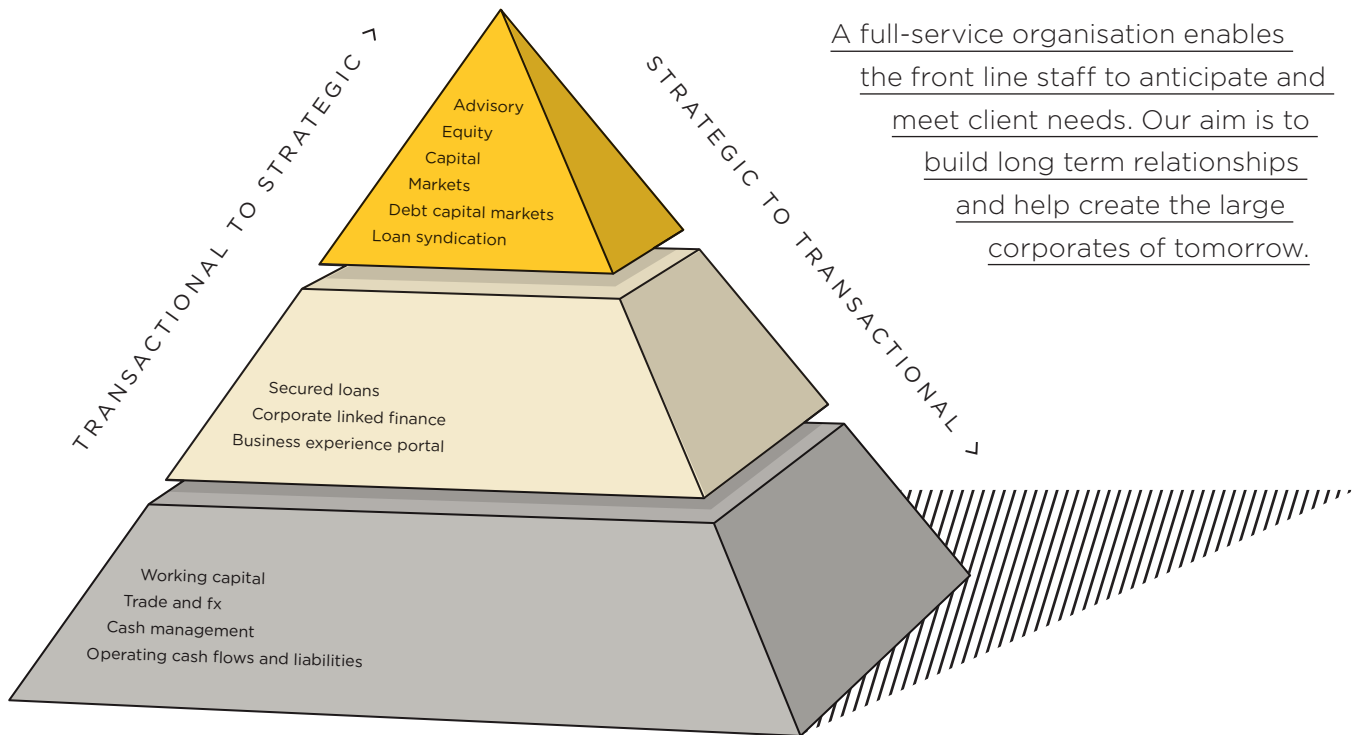 TRANSACTIONAL TO STRATEGIC >
STRATEGIC TO TRANSACTIONAL >
A full-service organisation enables
the front line staff to anticipate and
meet client needs. Our aim is to
build long term relationships
and help create the large
corporates of tomorrow.
Advisory
Equity
Capital
Markets
Debt capital markets
Loan syndication
Secured loans
Corporate linked finance
Business experience portal
Working capital
Trade and fx
Cash management
Operating cash flows and liabilities